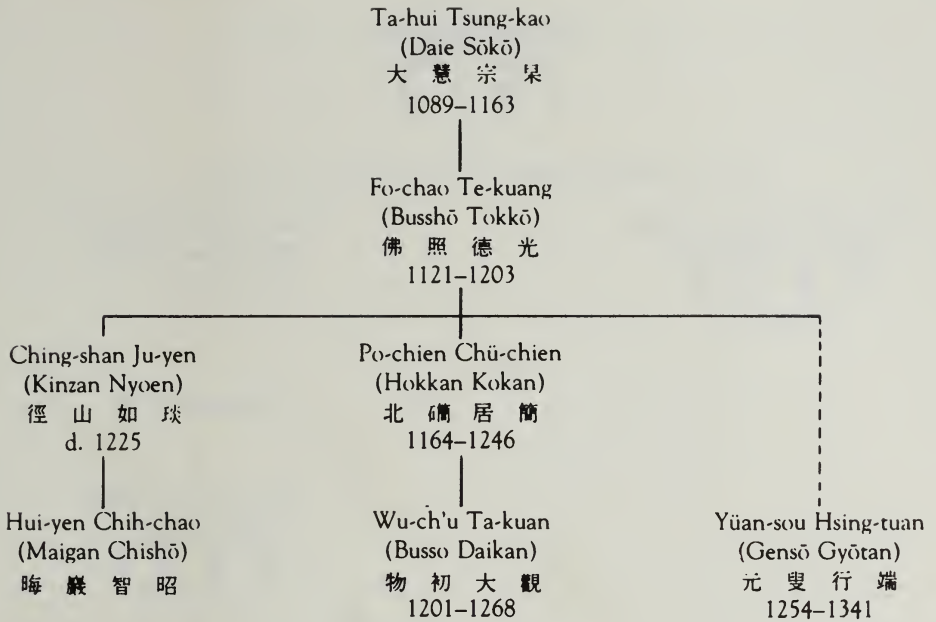 Ta-hui Tsung-kao
(Daie Sōkō)
大慧宗杲
1089–1163
Fo-chao Te-kuang
(Busshō Tokkō)
佛照德光
1121–1203
Ching-shan Ju-yen
(Kinzan Nyoen)
徑山如琰
d. 1225
Po-chien Chü-chien
(Hokkan Kokan)
北礀居簡
1164–1246
Hui-yen Chih-chao
(Maigan Chishō)
晦巖智昭
Wu-ch'u Ta-kuan
(Busso Daikan)
物初大觀
1201–1268
Yüan-sou Hsing-tuan
(Gensō Gyōtan)
元叟行端
1254–1341